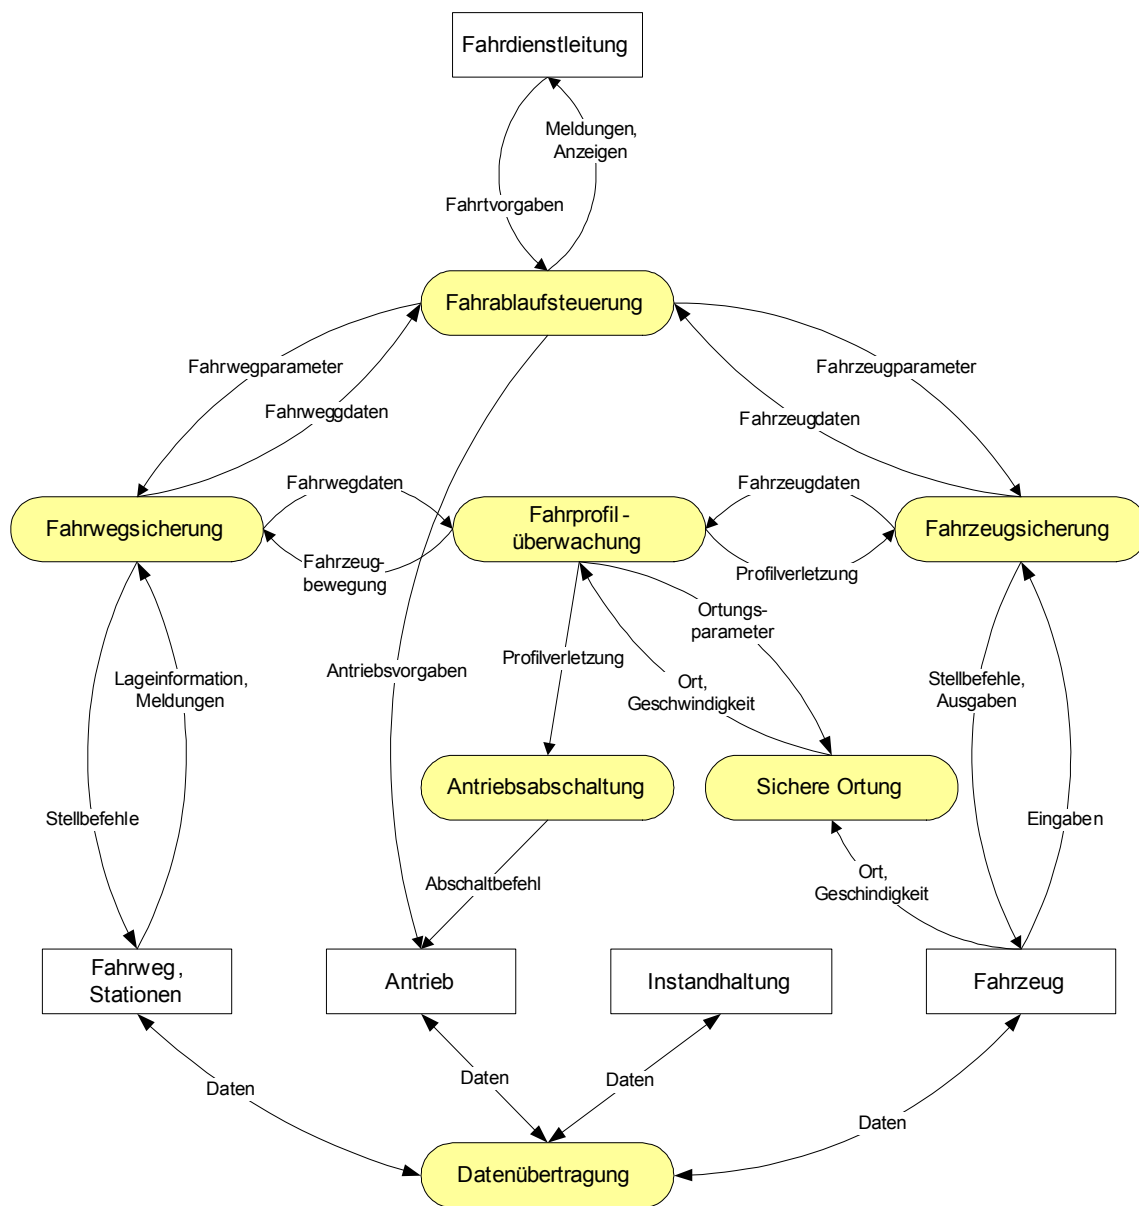 Fahrdienstleitung
Meldungen,
Anzeigen
Fahrtvorgaben
Fahrablaufsteuerung
Fahrwegparameter
Fahrzeugparameter
Fahrweggdaten
Fahrzeugdaten
Fahrwegdaten
Fahrzeugdaten
Fahrwegsicherung
Fahrprofil-
überwachung
Fahrzeugsicherung
Fahrzeug-
bewegung
Profilverletzung
Ortungs-
parameter
Profilverletzung
Antriebsvorgaben
Lageinformation,
Meldungen
Ort,
Geschwindigkeit
Stellbefehle,
Ausgaben
Antriebsabschaltung
Sichere Ortung
Stellbefehle
Eingaben
Abschaltbefehl
Ort,
Geschindigkeit
Fahrweg,
Stationen
Antrieb
Instandhaltung
Fahrzeug
Daten
Daten
Daten
Daten
Datenübertragung